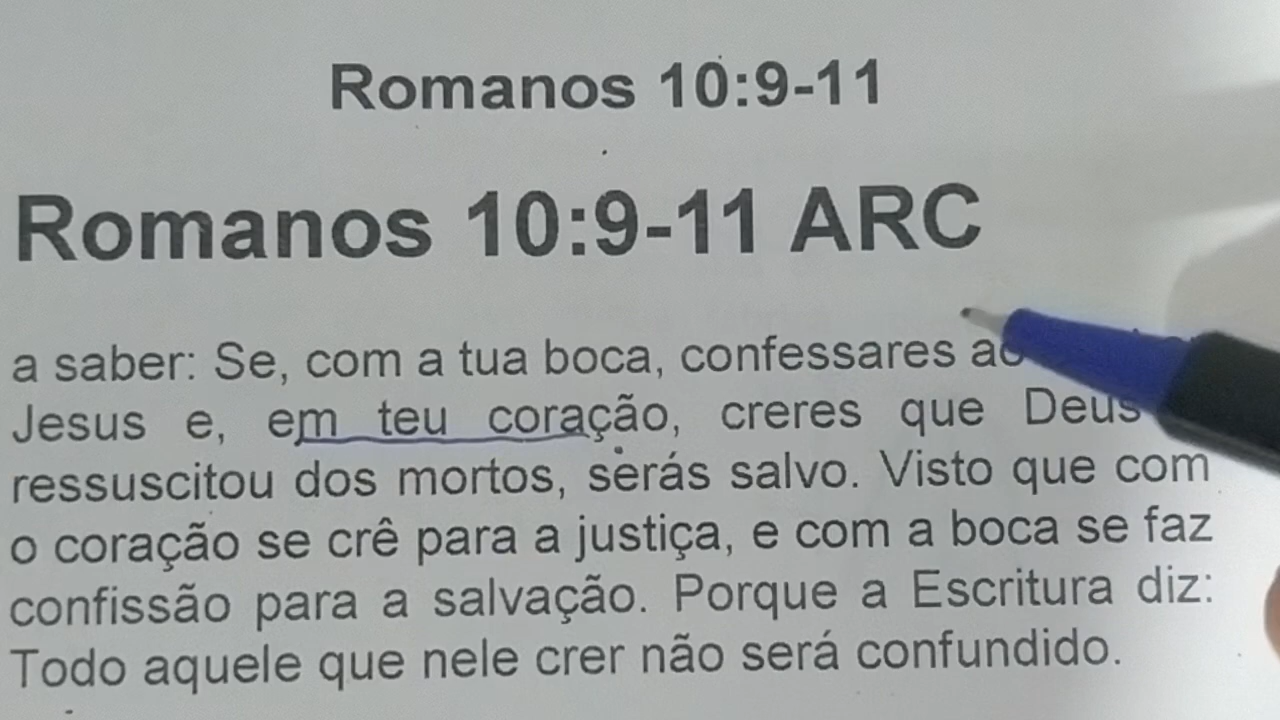 Romanos 10:9-11
Romanos 10:9-11 ARC
a saber: Se, com a tua boca, confessares ao
Jesus e, em teu coração, creres que Deus
ressuscitou dos mortos, serás salvo. Visto que com
o coração se crê para a justiça, e com a boca se faz
confissão para a salvação. Porque a Escritura diz:
Todo aquele que nele crer não será confundido.